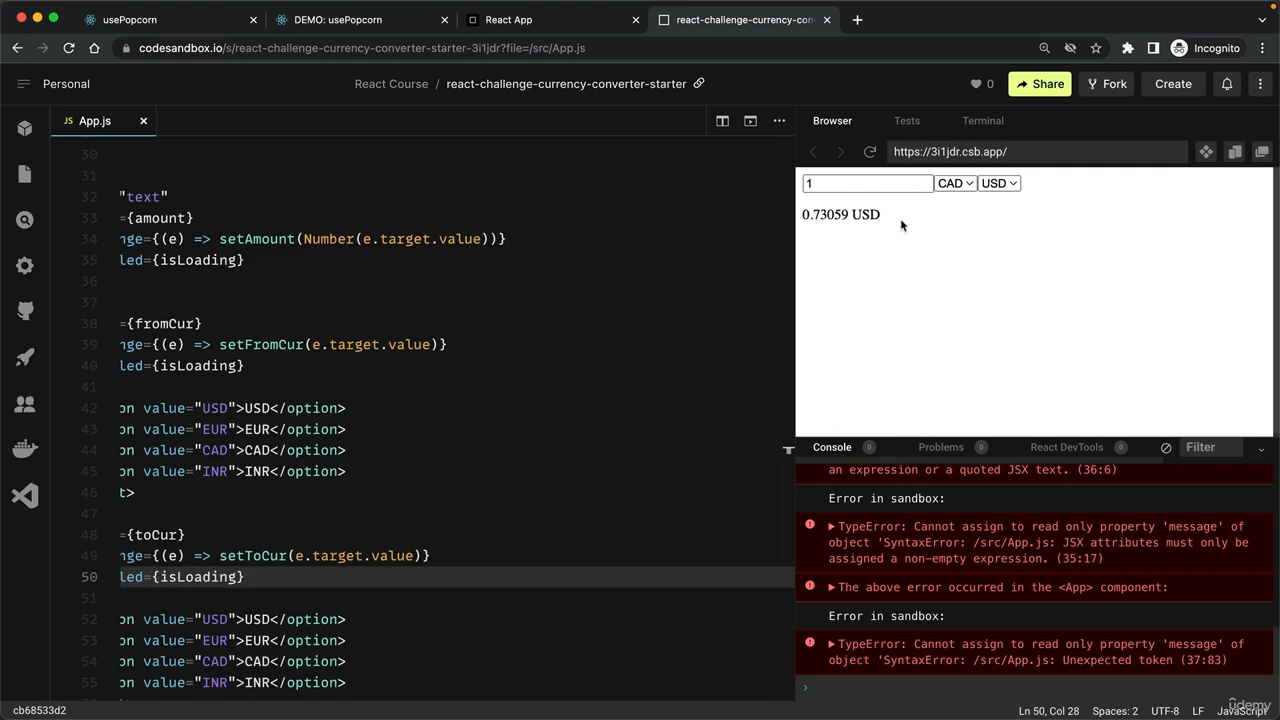 usePopcorn
DEMO: usePopcorn
React App
react-challenge-currency-con
codesandbox.io/s/react-challenge-currency-converter-starter-3i1jdr?file=/src/App.js
Incognito
Personal
React Course / react-challenge-currency-converter-starter
0
Share
Fork
Create
JS App.js
Browser
Tests
Terminal
https://3i1jdr.csb.app/
30
31
32 "text"
33 ={amount}
34 nge={(e) => setAmount(Number(e.target.value))}
35 led={isLoading}
36
37
38 ={fromCur}
39 nge={(e) => setFromCur(e.target.value)}
40 led={isLoading}
41
42 on value="USD">USD</option>
43 on value="EUR">EUR</option>
44 on value="CAD">CAD</option>
45 on value="INR">INR</option>
46 t>
47
48 ={toCur}
49 nge={(e) => setToCur(e.target.value)}
50 led={isLoading}
51
52 on value="USD">USD</option>
53 on value="EUR">EUR</option>
54 on value="CAD">CAD</option>
55 on value="INR">INR</option>
1 CAD USD
0.73059 USD
Console 0 Problems 0 React DevTools 0 Filter
an expression or a quoted JSX text. (36:6)
Error in sandbox:
TypeError: Cannot assign to read only property 'message' of
object 'SyntaxError: /src/App.js: JSX attributes must only be
assigned a non-empty expression. (35:17)
The above error occurred in the <App> component:
Error in sandbox:
TypeError: Cannot assign to read only property 'message' of
object 'SyntaxError: /src/App.js: Unexpected token (37:83)
cb68533d2
Ln 50, Col 28 Spaces: 2 UTF-8 LF JavaScript
udemy